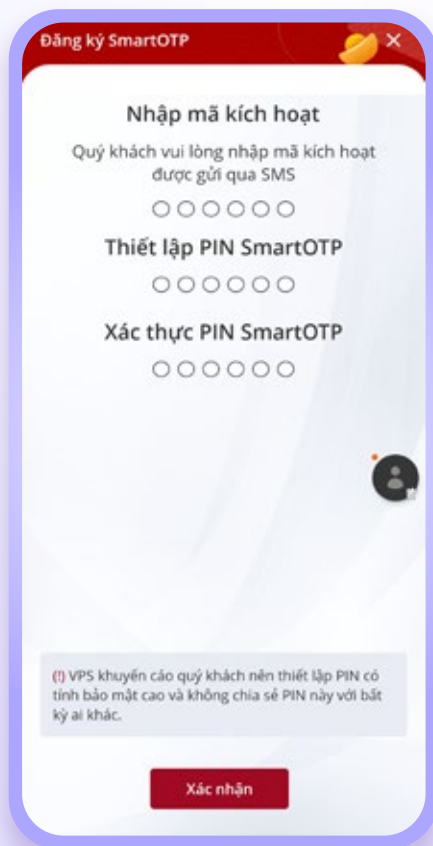 Đăng ký SmartOTP
Nhập mã kích hoạt
Quý khách vui lòng nhập mã kích hoạt
được gửi qua SMS
Thiết lập PIN SmartOTP
Xác thực PIN SmartOTP
(!) VPS khuyến cáo quý khách nên thiết lập PIN có
tính bảo mật cao và không chia sẻ PIN này với bất
kỳ ai khác.
Xác nhận